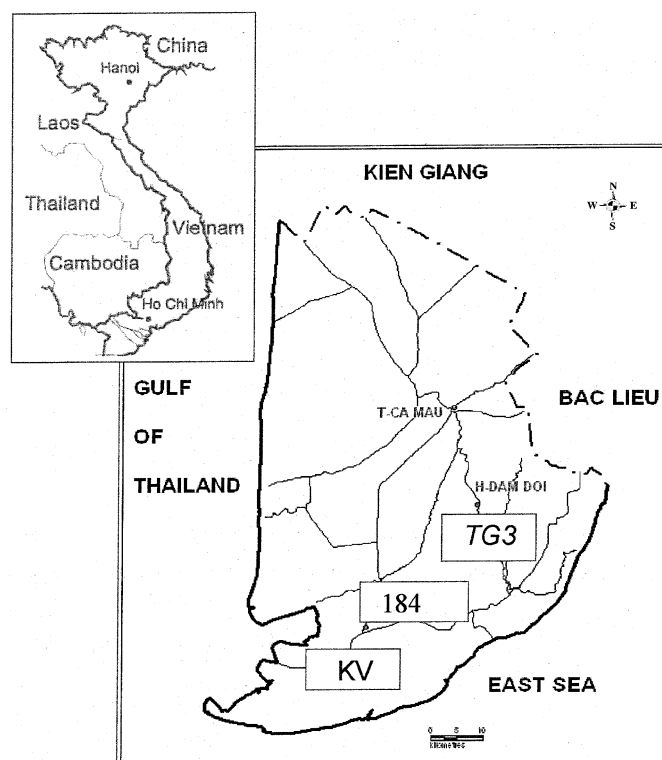 China
Hanoi
Laos
Thailand
Vietnam
Cambodia
Ho Chi Minh
KIEN GIANG
N
W E
S
GULF
OF
THAILAND
T-CA MAU
BAC LIEU
H-DAM DOI
TG3
184
KV
EAST SEA
0 5 10
Kilometres